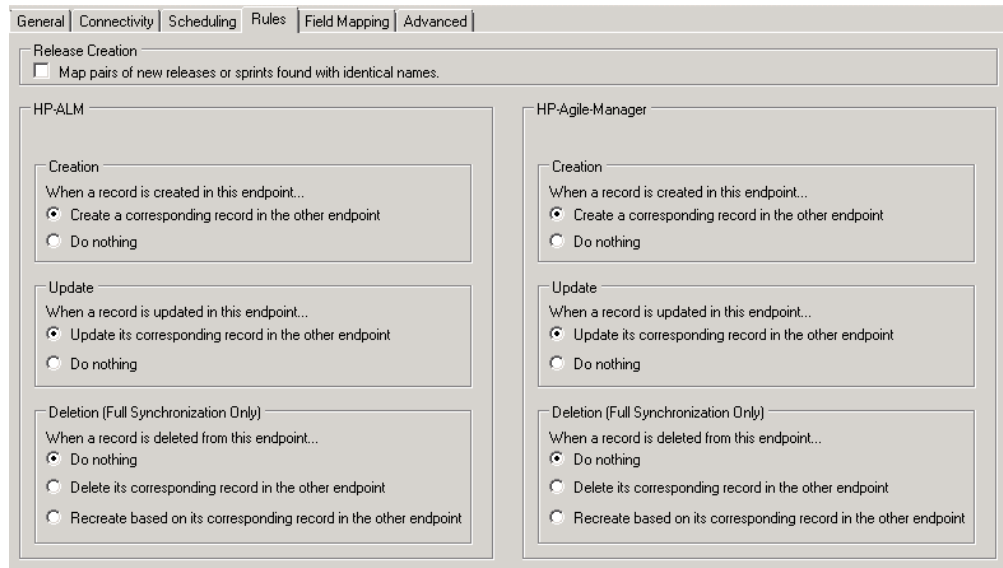 General Connectivity Scheduling Rules Field Mapping Advanced
Release Creation
Map pairs of new releases or sprints found with identical names.
HP-ALM
Creation
When a record is created in this endpoint...
Create a corresponding record in the other endpoint
Do nothing
Update
When a record is updated in this endpoint...
Update its corresponding record in the other endpoint
Do nothing
Deletion (Full Synchronization Only)
When a record is deleted from this endpoint...
Do nothing
Delete its corresponding record in the other endpoint
Recreate based on its corresponding record in the other endpoint
HP-Agile-Manager
Creation
When a record is created in this endpoint...
Create a corresponding record in the other endpoint
Do nothing
Update
When a record is updated in this endpoint...
Update its corresponding record in the other endpoint
Do nothing
Deletion (Full Synchronization Only)
When a record is deleted from this endpoint...
Do nothing
Delete its corresponding record in the other endpoint
Recreate based on its corresponding record in the other endpoint